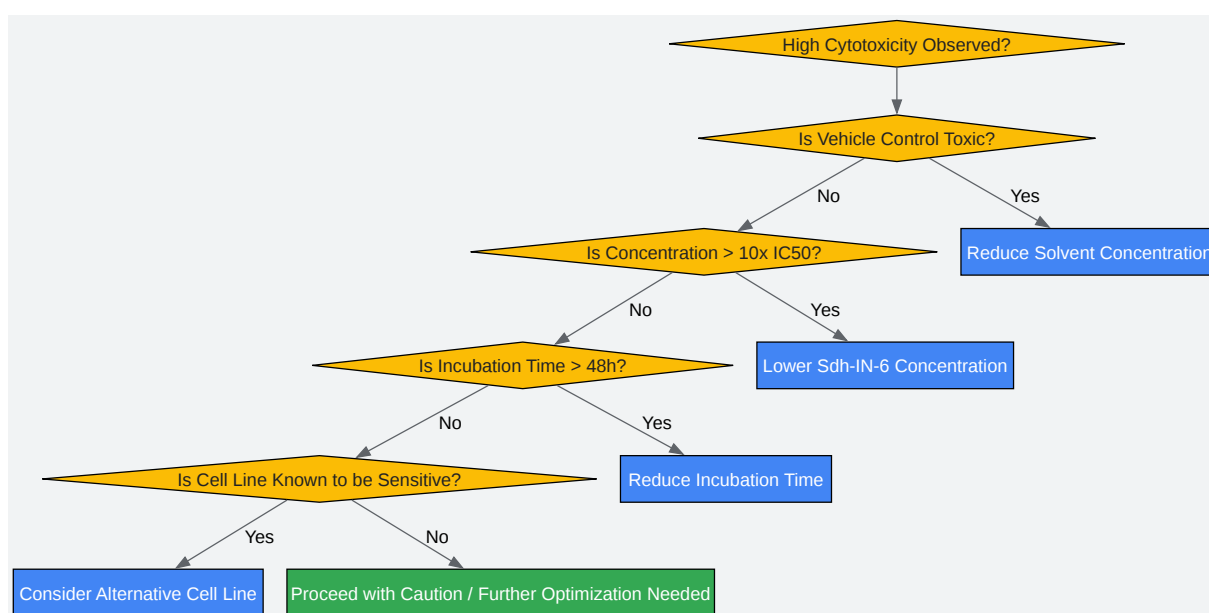 High Cytotoxicity Observed?
Is Vehicle Control Toxic?
No
Yes
Is Concentration > 10x IC50?
Reduce Solvent Concentration
No
Yes
Is Incubation Time > 48h?
Lower Sdh-IN-6 Concentration
No
Yes
Is Cell Line Known to be Sensitive?
Reduce Incubation Time
Yes
No
Consider Alternative Cell Line
Proceed with Caution / Further Optimization Needed